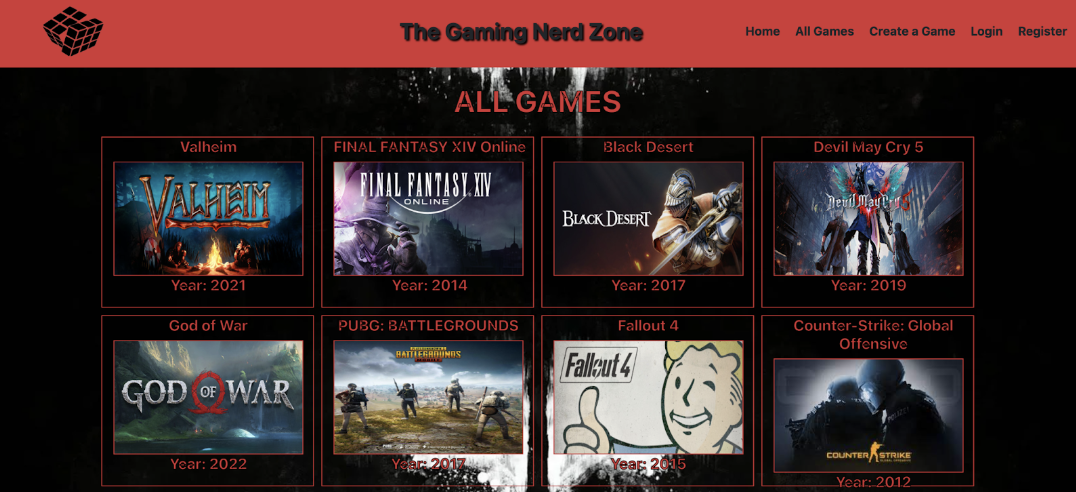 The Gaming Nerd Zone
Home All Games Create a Game Login Register
ALL GAMES
Valheim
VALHEIM
Year: 2021
FINAL FANTASY XIV Online
FINAL FANTASY XIV
ONLINE
Year: 2014
Black Desert
BLACK DESERT
Year: 2017
Devil May Cry 5
Devil May Cry 5
Year: 2019
God of War
GOD OF WAR
Year: 2022
PUBG: BATTLEGROUNDS
BATTLEGROUNDS
Year: 2017
Fallout 4
Fallout 4
Year: 2015
Counter-Strike: Global
Offensive
COUNTER STRIKE
GLOBAL OFFENSIVE
Year: 2012